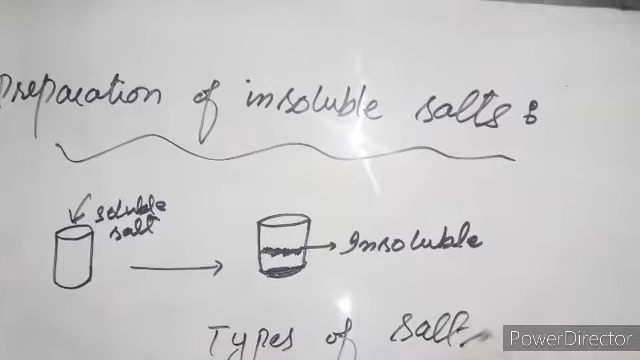 Preparation of insoluble salts :
soluble
salt
Insoluble
Types of Salt
PowerDirector